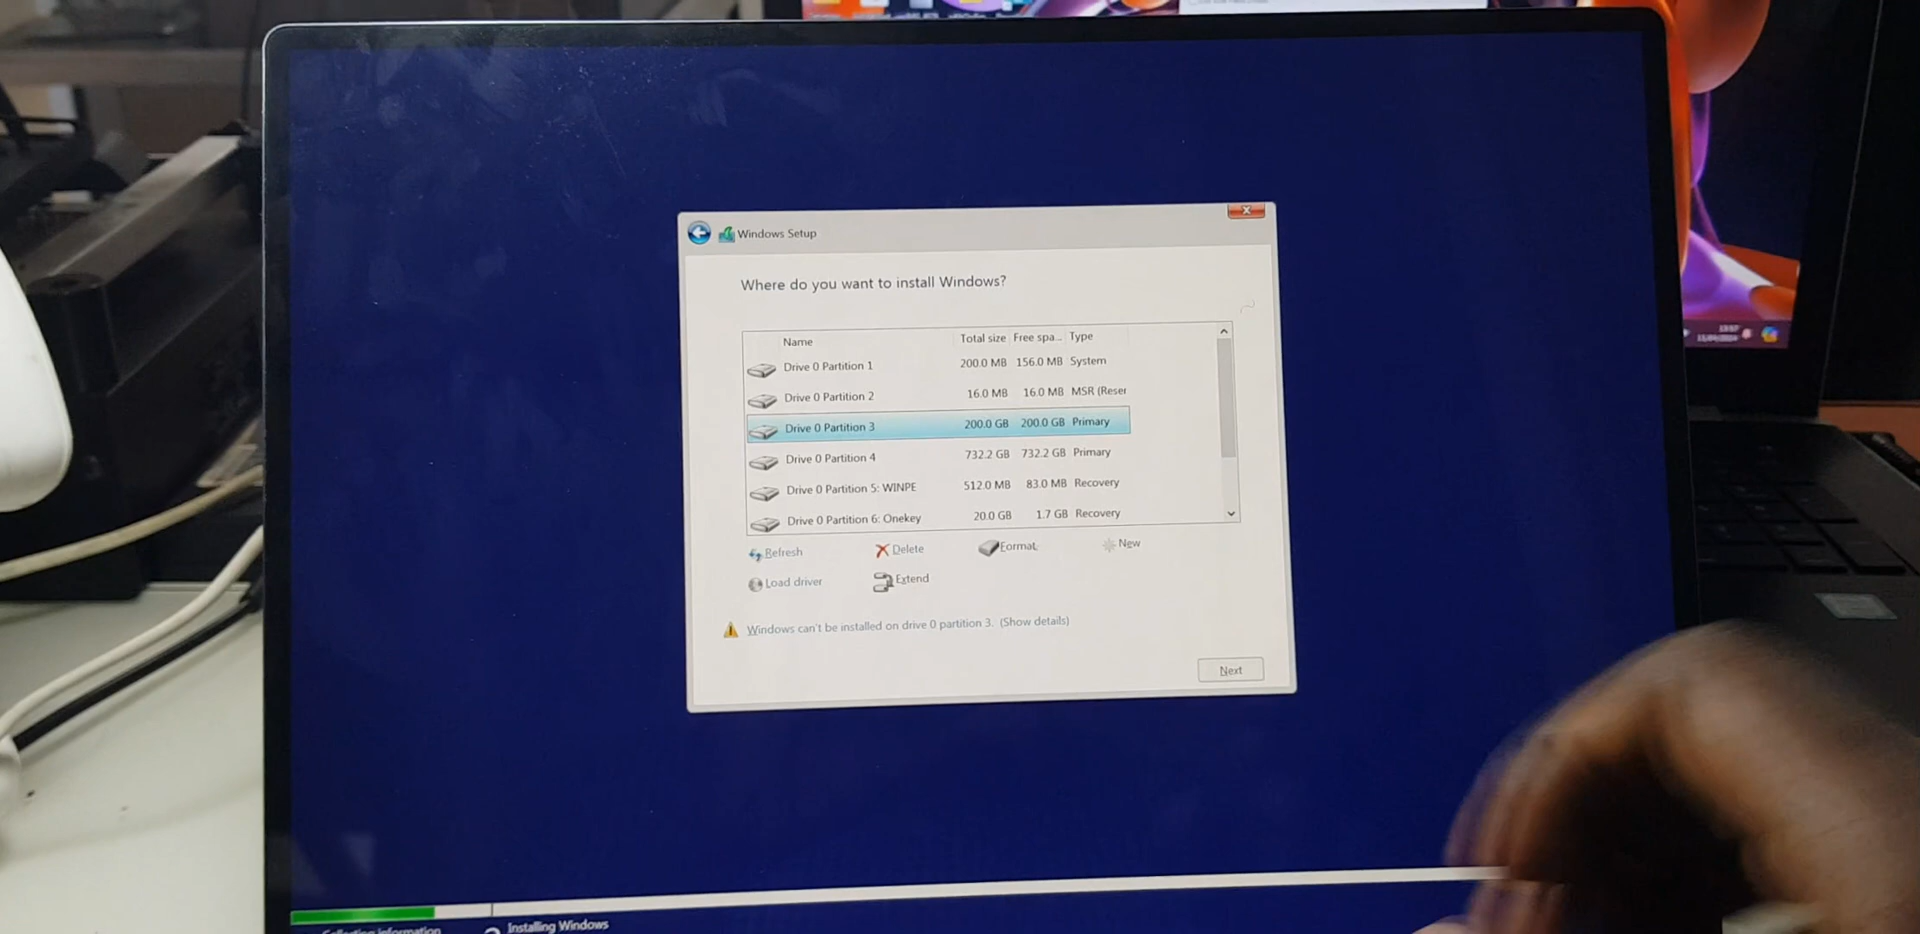 Windows Setup
Where do you want to install Windows?
Name Total size Free spa... Type
Drive 0 Partition 1 200.0 MB 156.0 MB System
Drive 0 Partition 2 16.0 MB 16.0 MB MSR (Reser
Drive 0 Partition 3 200.0 GB 200.0 GB Primary
Drive 0 Partition 4 732.2 GB 732.2 GB Primary
Drive 0 Partition 5: WINPE 512.0 MB 83.0 MB Recovery
Drive 0 Partition 6: Onekey 20.0 GB 1.7 GB Recovery
Refresh Delete Format New
Load driver Extend
Windows can't be installed on drive 0 partition 3. (Show details)
Next
Collecting information
Installing Windows